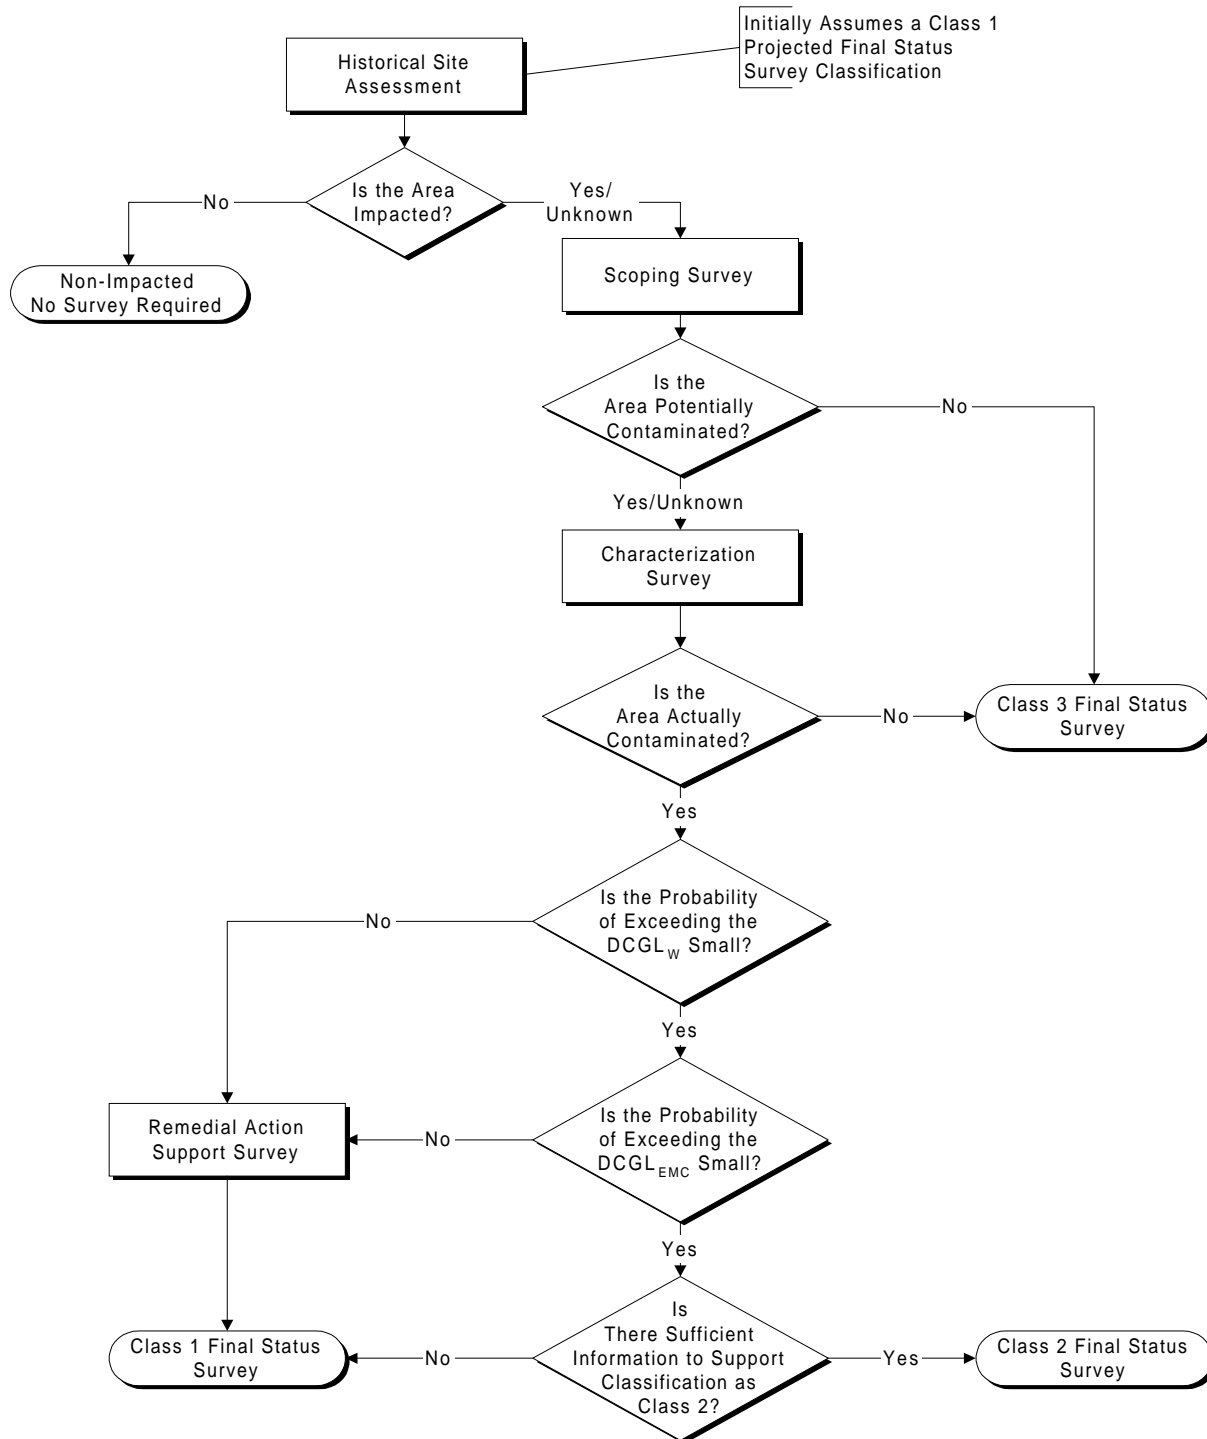 Initially Assumes a Class 1
Projected Final Status
Survey Classification
Historical Site
Assessment
Is the Area
Impacted?
No
Yes/
Unknown
Non-Impacted
No Survey Required
Scoping Survey
Is the
Area Potentially
Contaminated?
No
Yes/Unknown
Characterization
Survey
Is the
Area Actually
Contaminated?
No
Class 3 Final Status
Survey
Yes
Is the Probability
of Exceeding the
DCGL_W Small?
No
Yes
Remedial Action
Support Survey
No
Is the Probability
of Exceeding the
DCGL_EMC Small?
Yes
Is
There Sufficient
Information to Support
Classification as
Class 2?
No
Class 1 Final Status
Survey
Yes
Class 2 Final Status
Survey